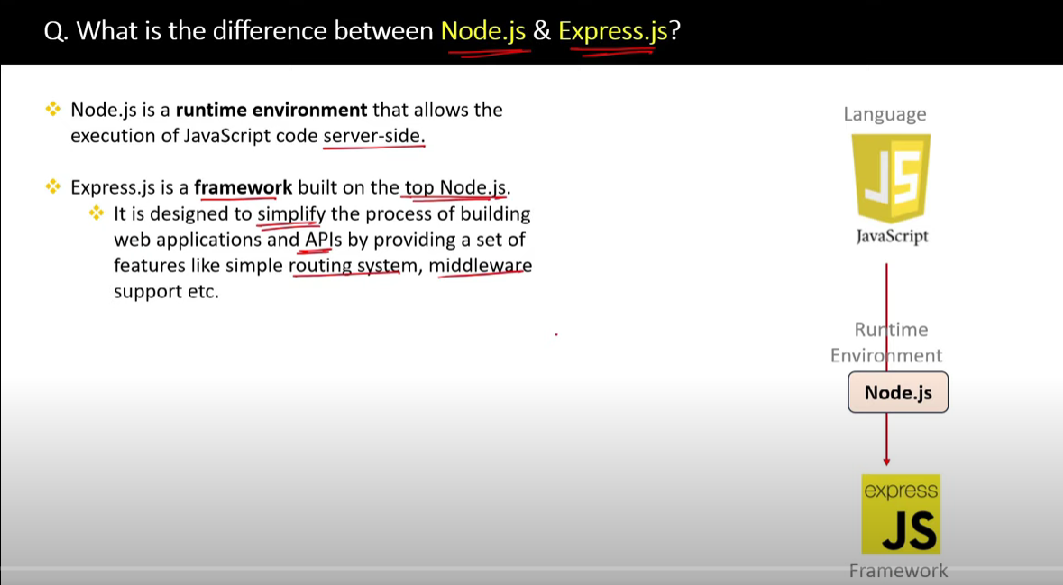 Q. What is the difference between Node.js & Express.js?
Node.js is a runtime environment that allows the
execution of JavaScript code server-side.
Express.js is a framework built on the top Node.js.
It is designed to simplify the process of building
web applications and APIs by providing a set of
features like simple routing system, middleware
support etc.
Language
JS
JavaScript
Runtime
Environment
Node.js
express
JS
Framework